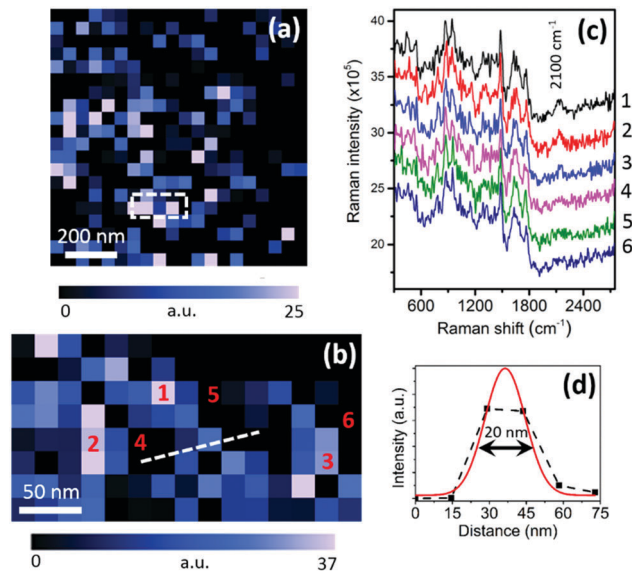 (a)
200 nm
0 a.u. 25
(b)
1
5
6
2
4
3
50 nm
0 a.u. 37
(c)
2100 cm⁻¹
Raman intensity (x10⁵)
40
35
30
25
20
1
2
3
4
5
6
600 1200 1800 2400
Raman shift (cm⁻¹)
(d)
20 nm
Intensity (a.u.)
0 15 30 45 60 75
Distance (nm)